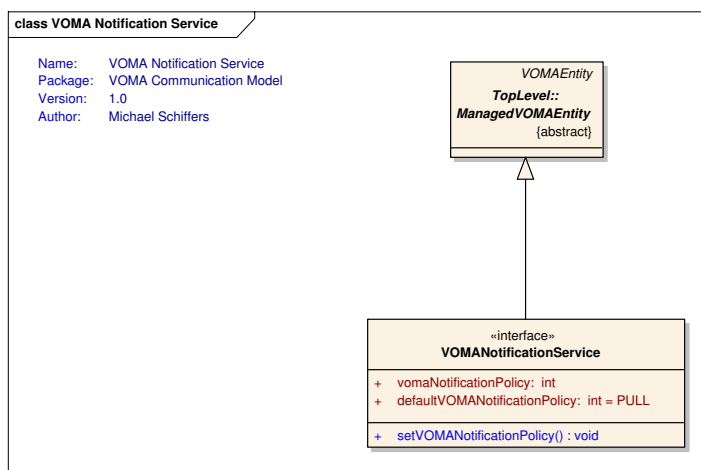 class VOMA Notification Service
Name: VOMA Notification Service
Package: VOMA Communication Model
Version: 1.0
Author: Michael Schiffers
VOMAEntity
TopLevel::
ManagedVOMAEntity
{abstract}
«interface»
VOMANotificationService
+ vomaNotificationPolicy: int
+ defaultVOMANotificationPolicy: int = PULL
+ setVOMANotificationPolicy() : void